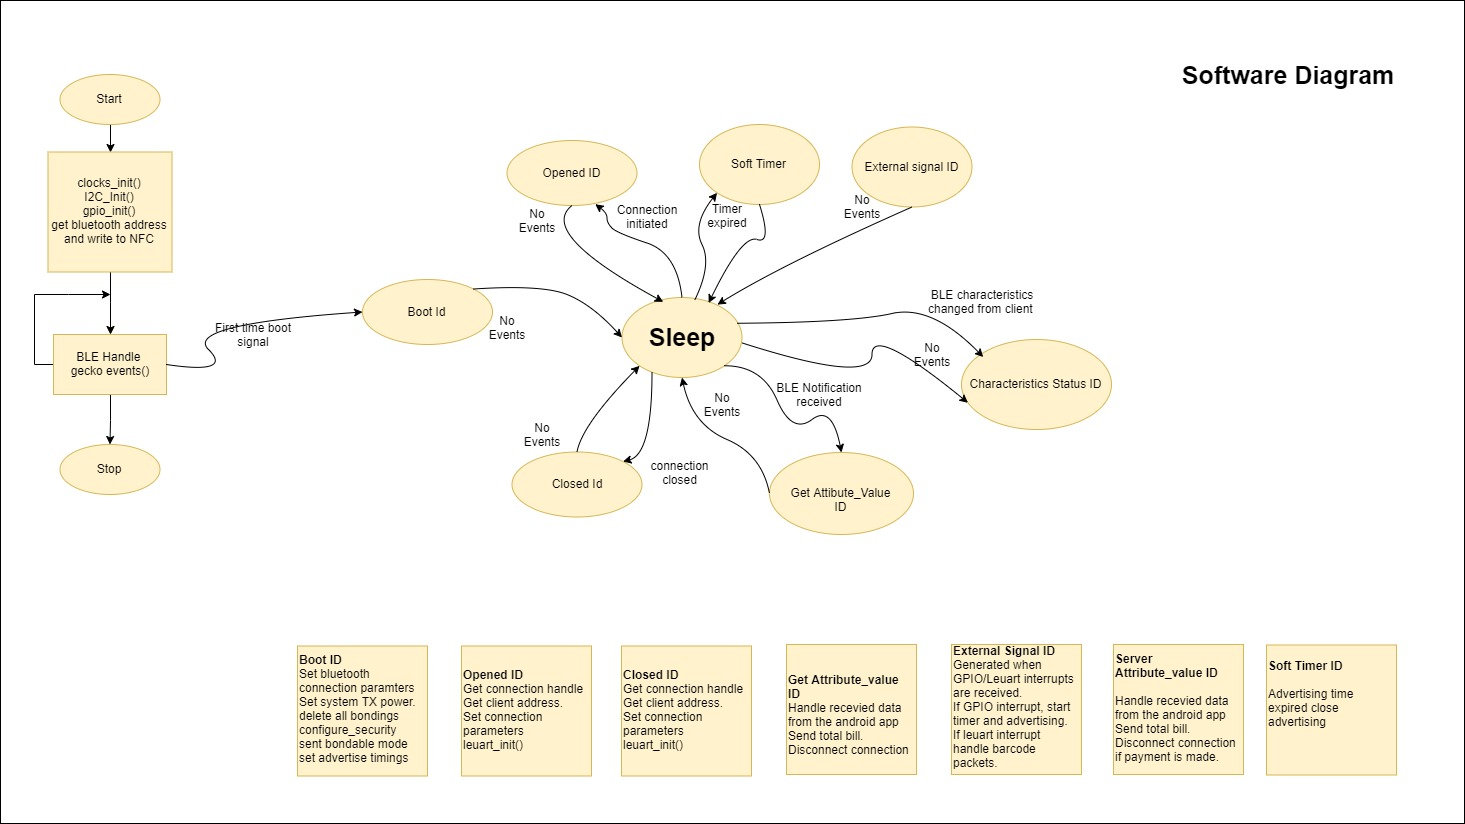 Software Diagram
Start
clocks_init()
I2C_Init()
gpio_init()
get bluetooth address
and write to NFC
BLE Handle
gecko events()
Stop
First time boot
signal
Boot Id
No
Events
Opened ID
No
Events
Connection
initiated
Soft Timer
Timer
expired
External signal ID
No
Events
Sleep
BLE characteristics
changed from client
No
Events
Characteristics Status ID
BLE Notification
received
No
Events
Get Attibute_Value
ID
No
Events
Closed Id
connection
closed
Boot ID
Set bluetooth
connection paramters
Set system TX power.
delete all bondings
configure_security
sent bondable mode
set advertise timings
Opened ID
Get connection handle
Get client address.
Set connection
parameters
leuart_init()
Closed ID
Get connection handle
Get client address.
Set connection
parameters
leuart_init()
Get Attribute_value
ID
Handle recevied data
from the android app
Send total bill.
Disconnect connection
External Signal ID
Generated when
GPIO/Leuart interrupts
are received.
If GPIO interrupt, start
timer and advertising.
If leuart interrupt
handle barcode
packets.
Server
Attribute_value ID
Handle recevied data
from the android app
Send total bill.
Disconnect connection
if payment is made.
Soft Timer ID
Advertising time
expired close
advertising